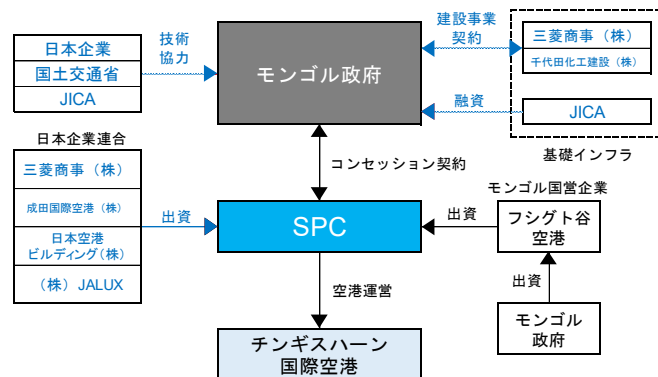 日本企業
国土交通省
JICA
技術
協力
モンゴル政府
建設事業
契約
三菱商事（株）
千代田化工建設（株）
融資
JICA
基礎インフラ
日本企業連合
三菱商事（株）
成田国際空港（株）
日本空港
ビルディング（株）
（株）JALUX
出資
コンセッション契約
SPC
出資
モンゴル国営企業
フシグト谷
空港
出資
モンゴル
政府
空港運営
チンギスハーン
国際空港